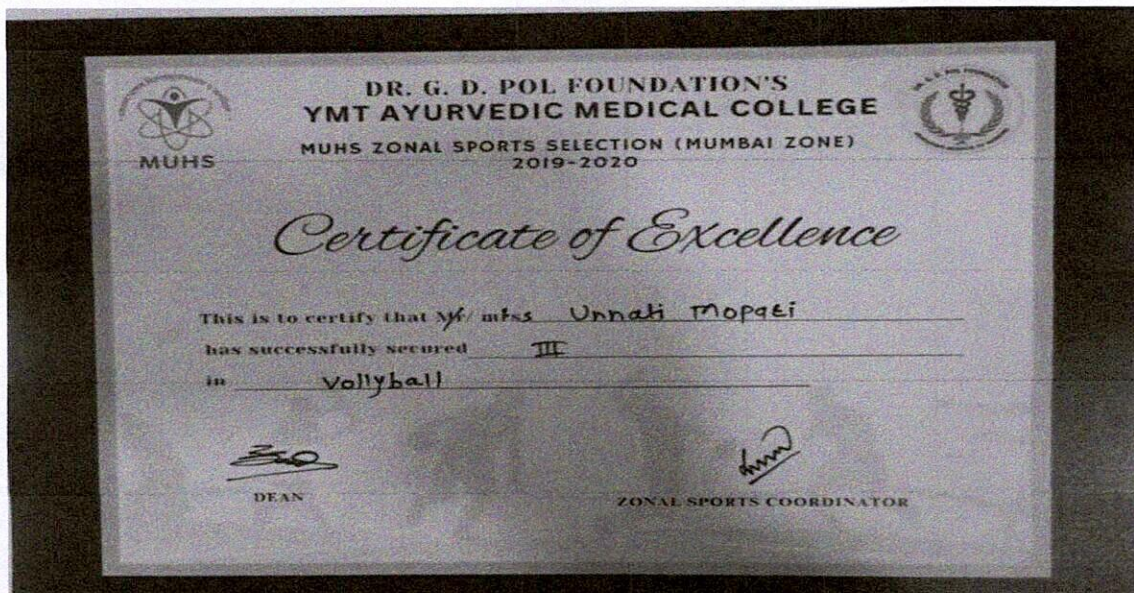 DR. G. D. POL FOUNDATION'S
YMT AYURVEDIC MEDICAL COLLEGE
MUHS ZONAL SPORTS SELECTION (MUMBAI ZONE)
2019-2020
MUHS
Certificate of Excellence
This is to certify that Mr/ miss Unnati Mopati
has successfully secured III
in Vollyball
DEAN
ZONAL SPORTS COORDINATOR